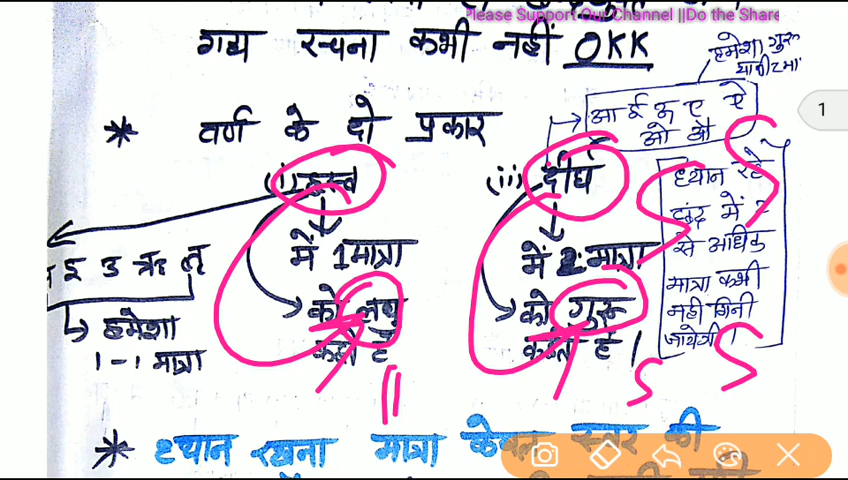 Please Support Our Channel ||Do the Share
गद्य रचना कभी नहीं OKK
हमेशा गुरु
* वर्ण के दो प्रकार
आ ई ऊ ए ऐ
ओ औ
1
(i) ह्रस्व
(ii) दीर्घ
ध्यान रहे
छंद में 2
से अधिक
मात्रा कभी
नही गिनी
जायेगी।
में 1 मात्रा
को लघु
कहते है
में 2 मात्रा
को गुरु
कहते है।
इ उ ऋ लृ
हमेशा
1-1 मात्रा
॥
S S S S
* ध्यान रखना मात्रा केवल स्वर की